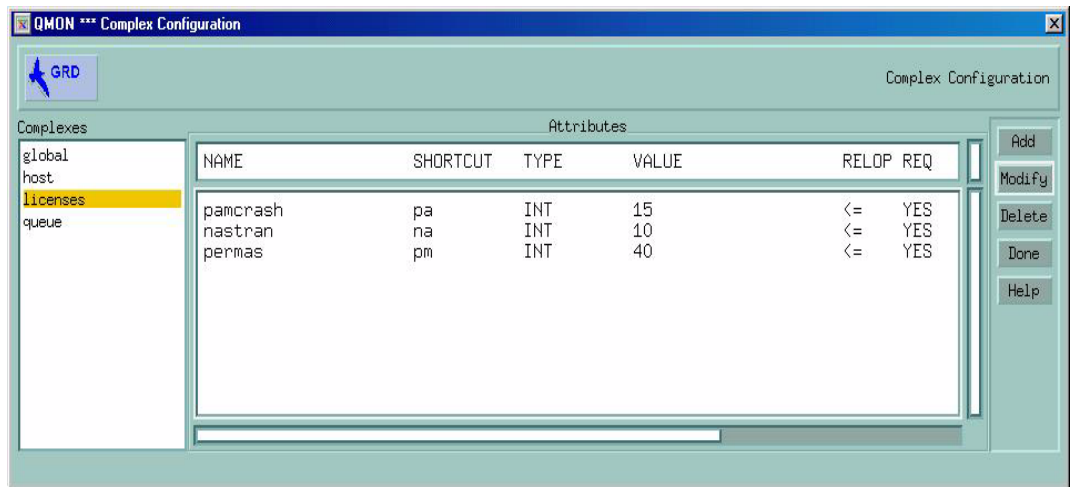 QMON *** Complex Configuration
GRD
Complex Configuration
Complexes
global
host
licenses
queue
Attributes
NAME SHORTCUT TYPE VALUE RELOP REQ
pamcrash pa INT 15 <= YES
nastran na INT 10 <= YES
permas pm INT 40 <= YES
Add
Modify
Delete
Done
Help